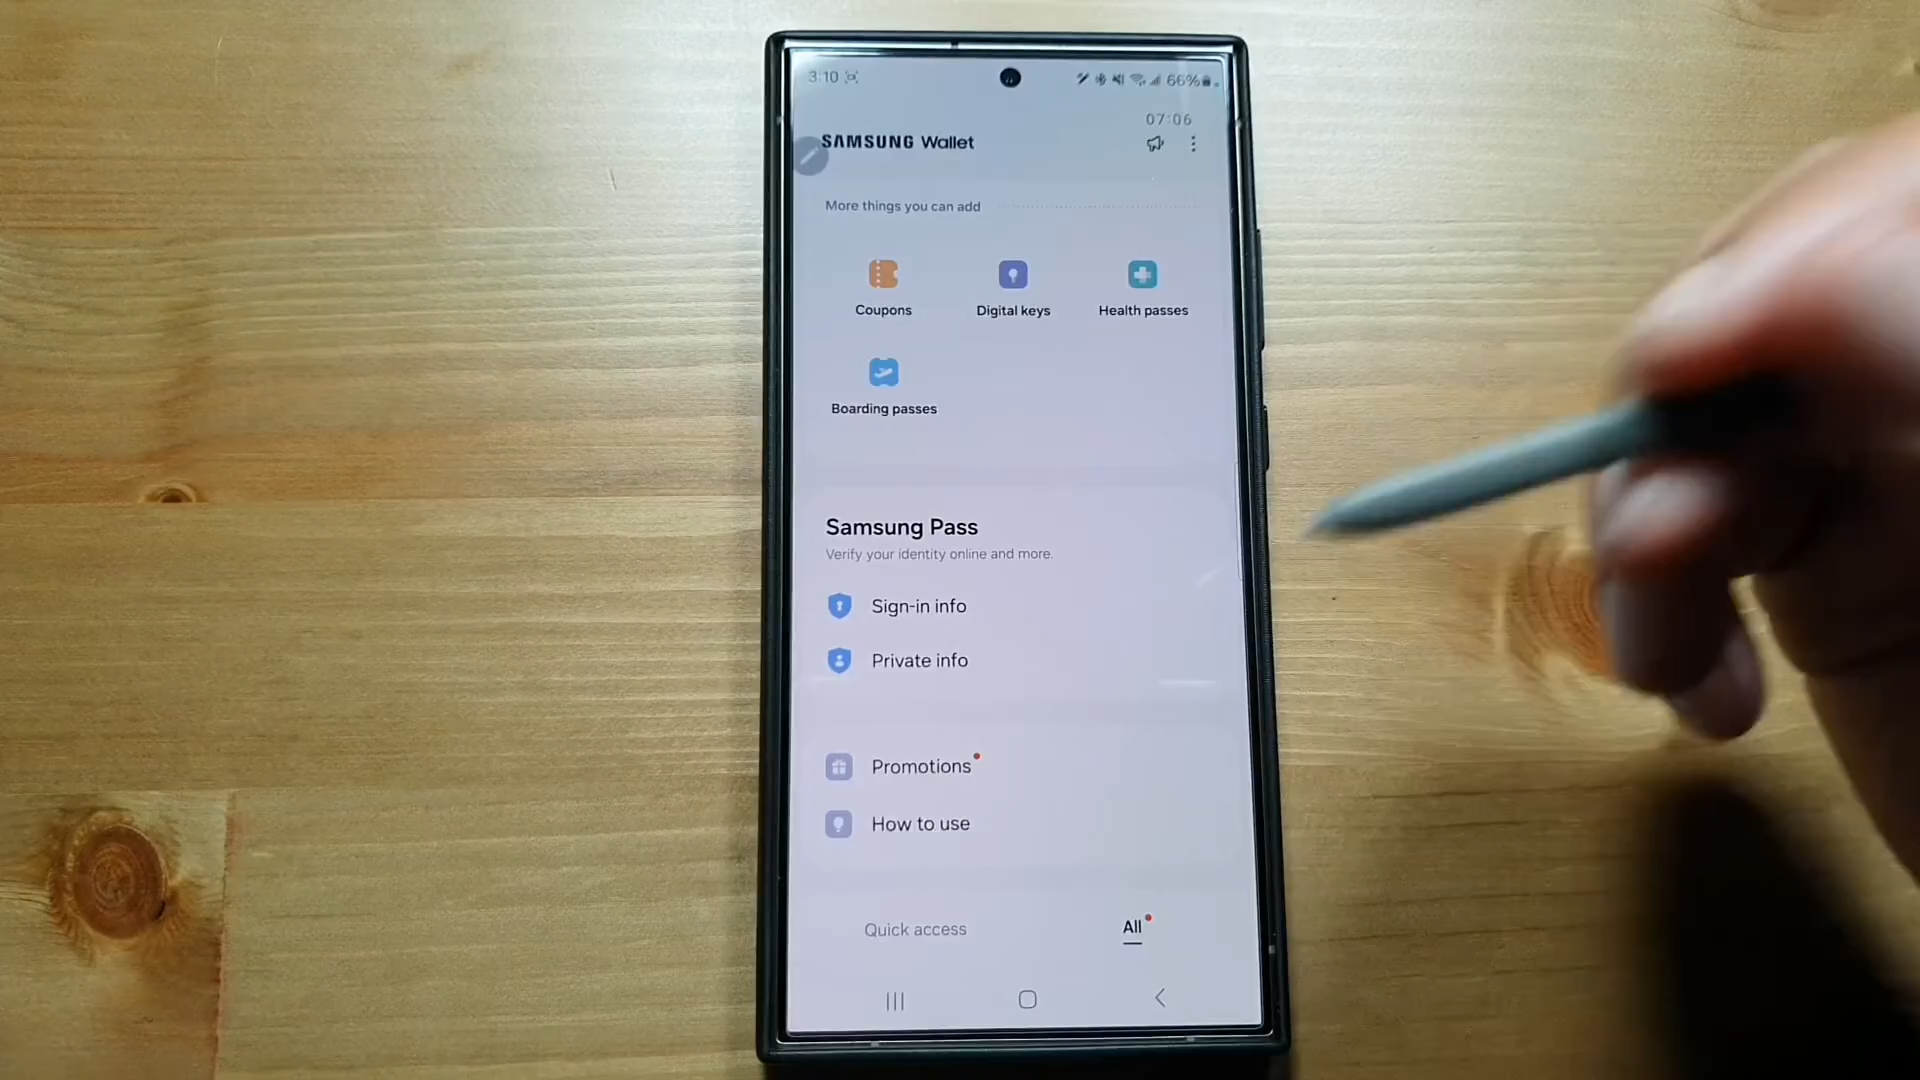 3:10
66%
07:06
SAMSUNG Wallet
More things you can add
Coupons
Digital keys
Health passes
Boarding passes
Samsung Pass
Verify your identity online and more.
Sign-in info
Private info
Promotions
How to use
Quick access
All